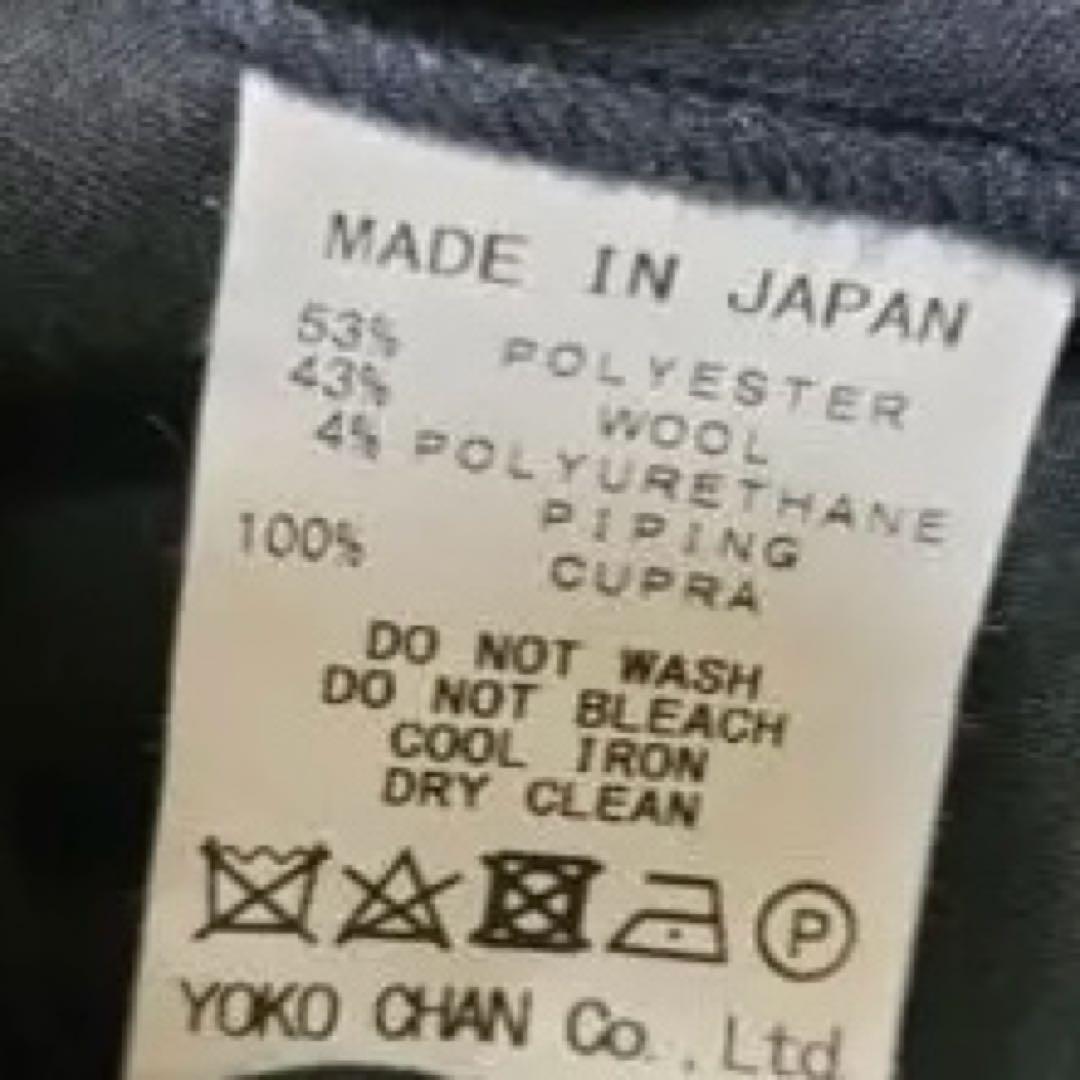 MADE IN JAPAN
53% POLYESTER
43% WOOL
4% POLYURETHANE
PIPING
100% CUPRA
DO NOT WASH
DO NOT BLEACH
COOL IRON
DRY CLEAN
P
YOKO CHAN Co., Ltd.